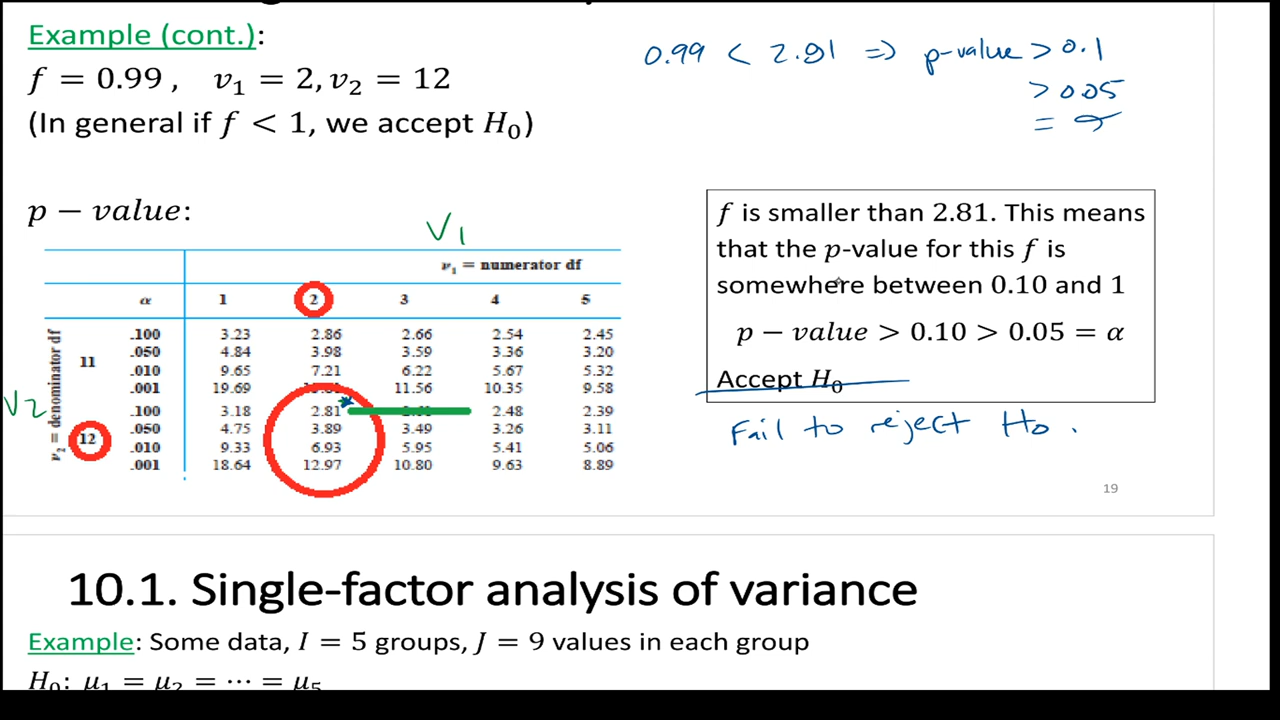 Example (cont.):
f = 0.99 , v₁ = 2, v₂ = 12
(In general if f < 1, we accept H₀)
0.99 < 2.81 => p-value > 0.1
> 0.05
= α
p − value:
V₁
ν₁ = numerator df
α 1 2 3 4 5
V₂
ν₂ = denominator df
11
.100 3.23 2.86 2.66 2.54 2.45
.050 4.84 3.98 3.59 3.36 3.20
.010 9.65 7.21 6.22 5.67 5.32
.001 19.69 11.56 10.35 9.58
12
.100 3.18 2.81 2.48 2.39
.050 4.75 3.89 3.49 3.26 3.11
.010 9.33 6.93 5.95 5.41 5.06
.001 18.64 12.97 10.80 9.63 8.89
f is smaller than 2.81. This means
that the p-value for this f is
somewhere between 0.10 and 1
p − value > 0.10 > 0.05 = α
Accept H₀
Fail to reject H₀ .
19
10.1. Single-factor analysis of variance
Example: Some data, I = 5 groups, J = 9 values in each group
H₀: μ₁ = μ₂ = ⋯ = μ₅